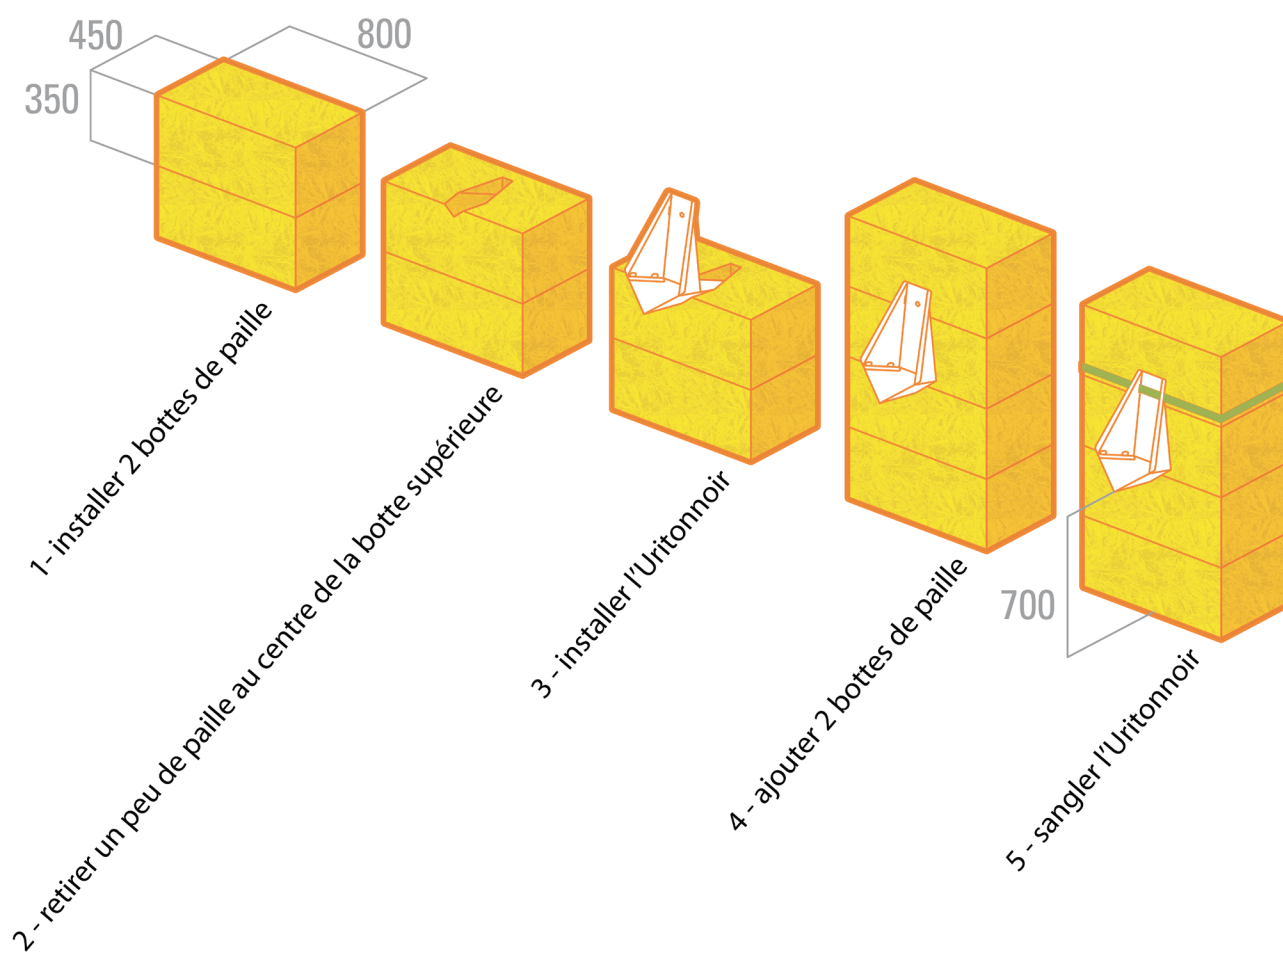 450
800
350
1- installer 2 bottes de paille
2 - retirer un peu de paille au centre de la botte supérieure
3 - installer l'Uritonnoir
4 - ajouter 2 bottes de paille
700
5 - sangler l'Uritonnoir